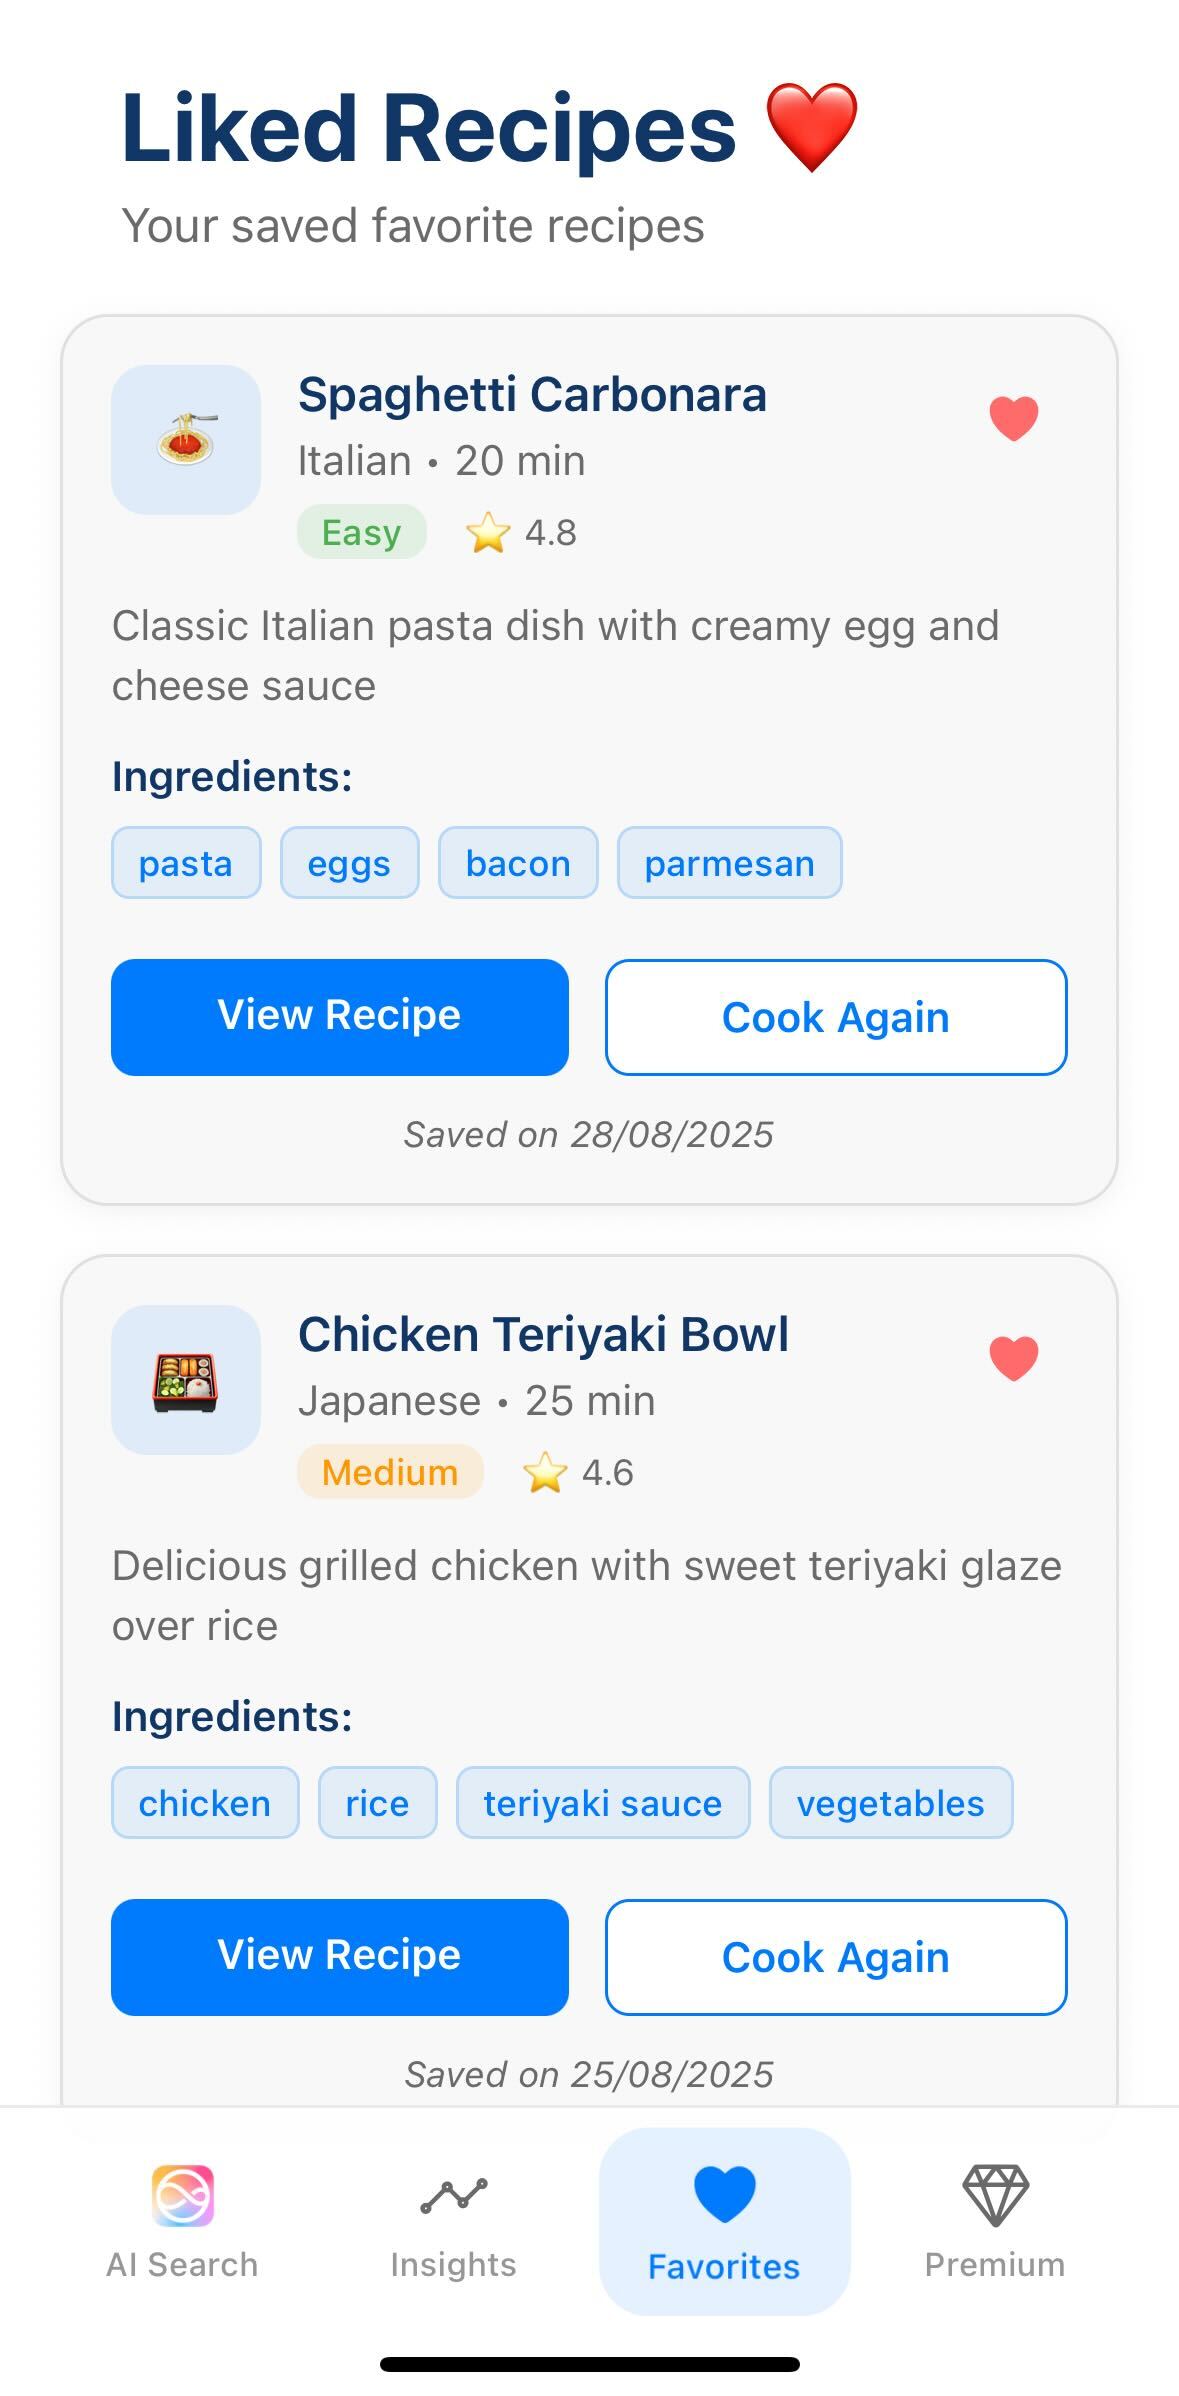 Liked Recipes ❤️
Your saved favorite recipes
Spaghetti Carbonara
Italian • 20 min
Easy ⭐ 4.8
Classic Italian pasta dish with creamy egg and
cheese sauce
Ingredients:
pasta eggs bacon parmesan
View Recipe Cook Again
Saved on 28/08/2025
Chicken Teriyaki Bowl
Japanese • 25 min
Medium ⭐ 4.6
Delicious grilled chicken with sweet teriyaki glaze
over rice
Ingredients:
chicken rice teriyaki sauce vegetables
View Recipe Cook Again
Saved on 25/08/2025
AI Search Insights Favorites Premium